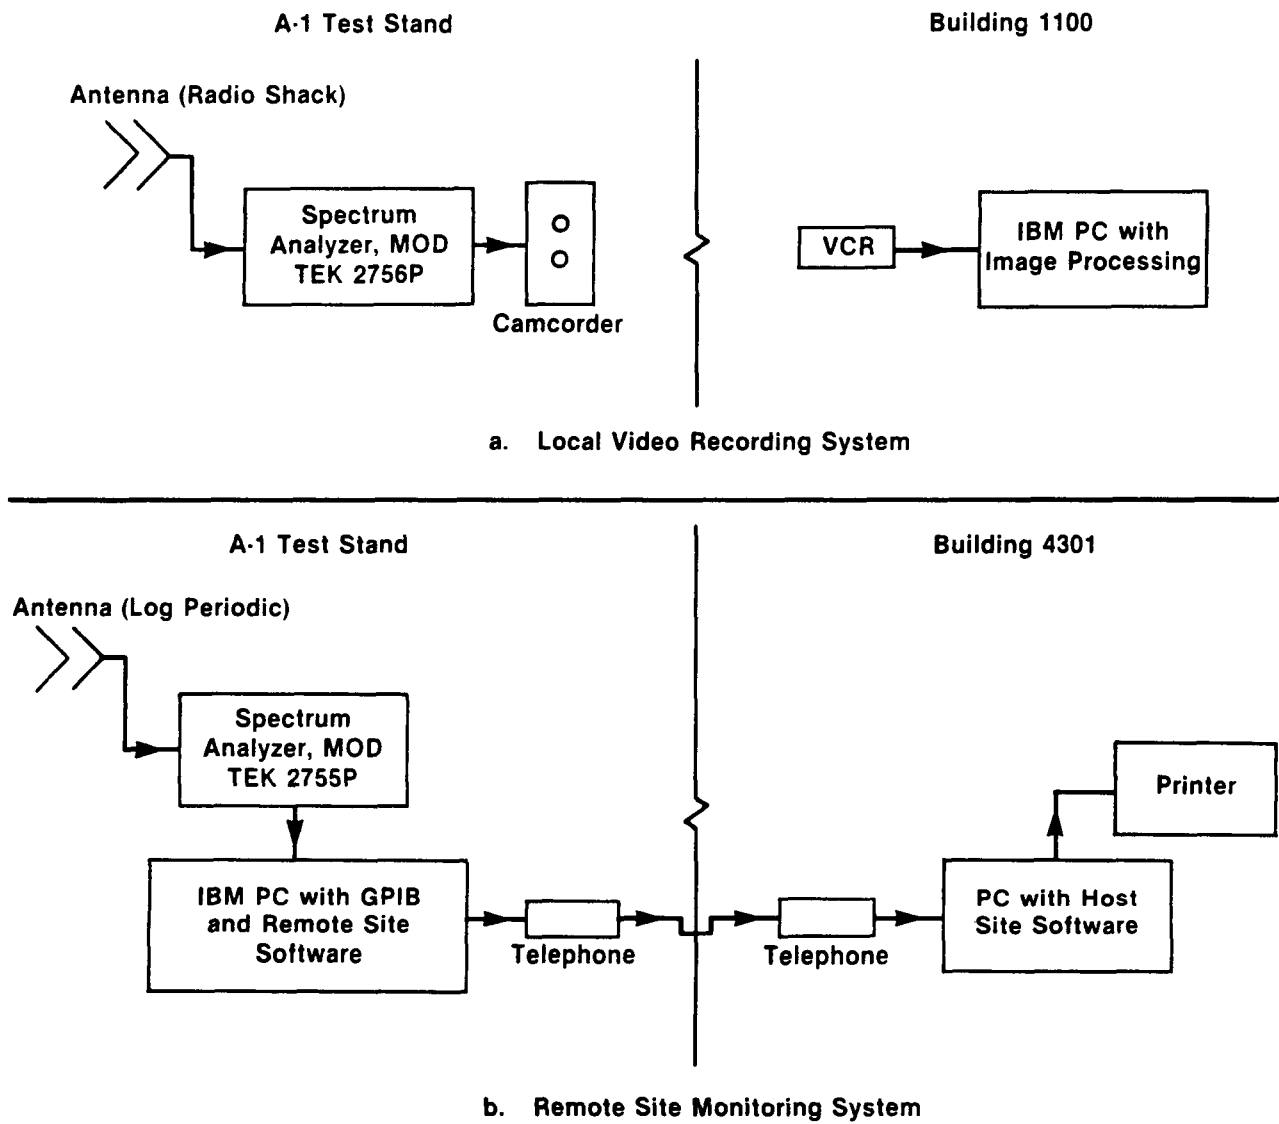 A-1 Test Stand
Building 1100
Antenna (Radio Shack)
Spectrum
Analyzer, MOD
TEK 2756P
Camcorder
VCR
IBM PC with
Image Processing
a. Local Video Recording System
A-1 Test Stand
Building 4301
Antenna (Log Periodic)
Spectrum
Analyzer, MOD
TEK 2755P
IBM PC with GPIB
and Remote Site
Software
Telephone
Telephone
PC with Host
Site Software
Printer
b. Remote Site Monitoring System